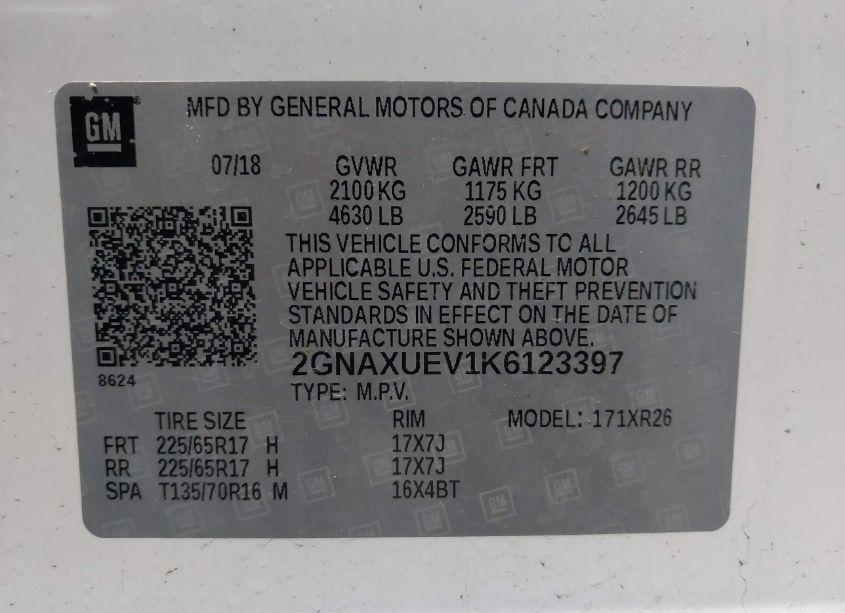 GM
MFD BY GENERAL MOTORS OF CANADA COMPANY
07/18 GVWR GAWR FRT GAWR RR
2100 KG 1175 KG 1200 KG
4630 LB 2590 LB 2645 LB
THIS VEHICLE CONFORMS TO ALL
APPLICABLE U.S. FEDERAL MOTOR
VEHICLE SAFETY AND THEFT PREVENTION
STANDARDS IN EFFECT ON THE DATE OF
MANUFACTURE SHOWN ABOVE.
2GNAXUEV1K6123397
8624
TYPE: M.P.V.
TIRE SIZE RIM MODEL: 171XR26
FRT 225/65R17 H 17X7J
RR 225/65R17 H 17X7J
SPA T135/70R16 M 16X4BT